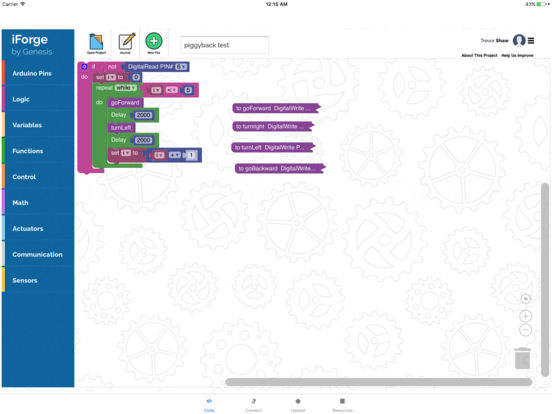 Carrier 12:15 AM 43%
iForge
by Genesis
Open Project Journal New File
piggyback test
Trevor Shaw
About This Project Help Us Improve
Arduino Pins
Logic
Variables
Functions
Control
Math
Actuators
Communication
Sensors
if not DigitalRead PIN# 6
do set i to 0
repeat while i < 5
do goForward
Delay 2000
turnLeft
Delay 2000
set i to i + 1
to goForward DigitalWrite ...
to turnright DigitalWrite ...
to turnLeft DigitalWrite P...
to goBackward DigitalWrite...
Code Connect Upload Resources